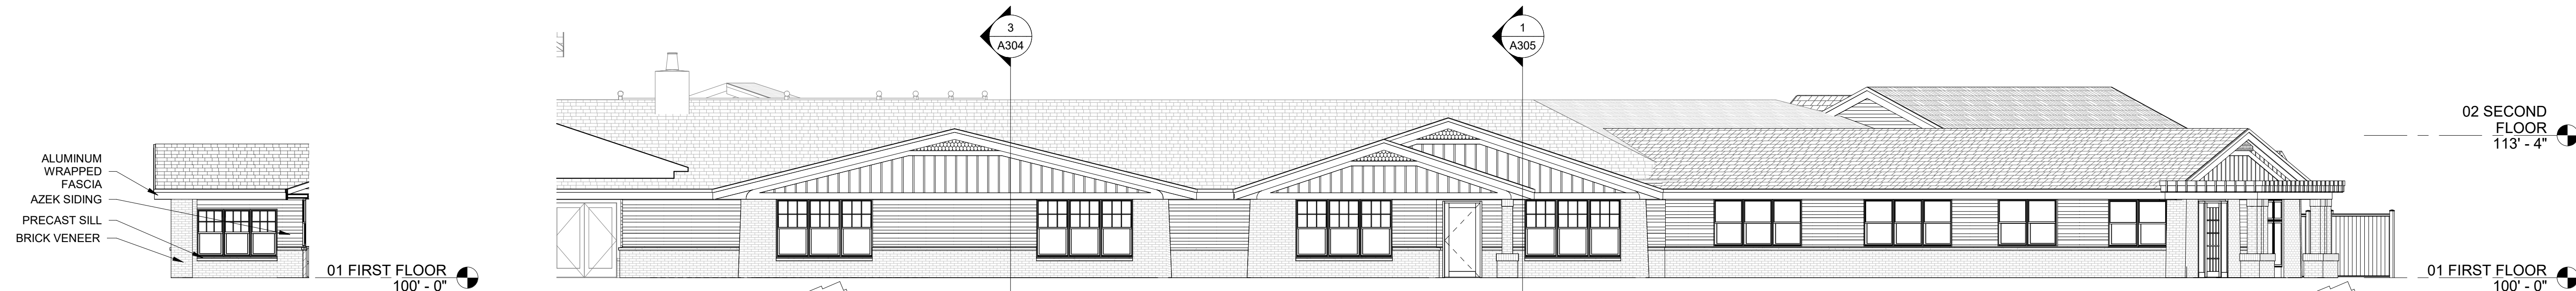 ALUMINUM
WRAPPED
FASCIA
AZEK SIDING
PRECAST SILL
BRICK VENEER
01 FIRST FLOOR
100' - 0"
3
A304
1
A305
02 SECOND
FLOOR
113' - 4"
01 FIRST FLOOR
100' - 0"